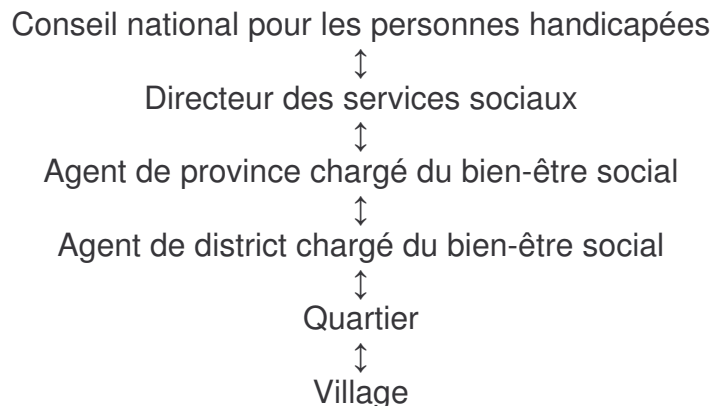 Conseil national pour les personnes handicapées
↕
Directeur des services sociaux
↕
Agent de province chargé du bien-être social
↕
Agent de district chargé du bien-être social
↕
Quartier
↕
Village